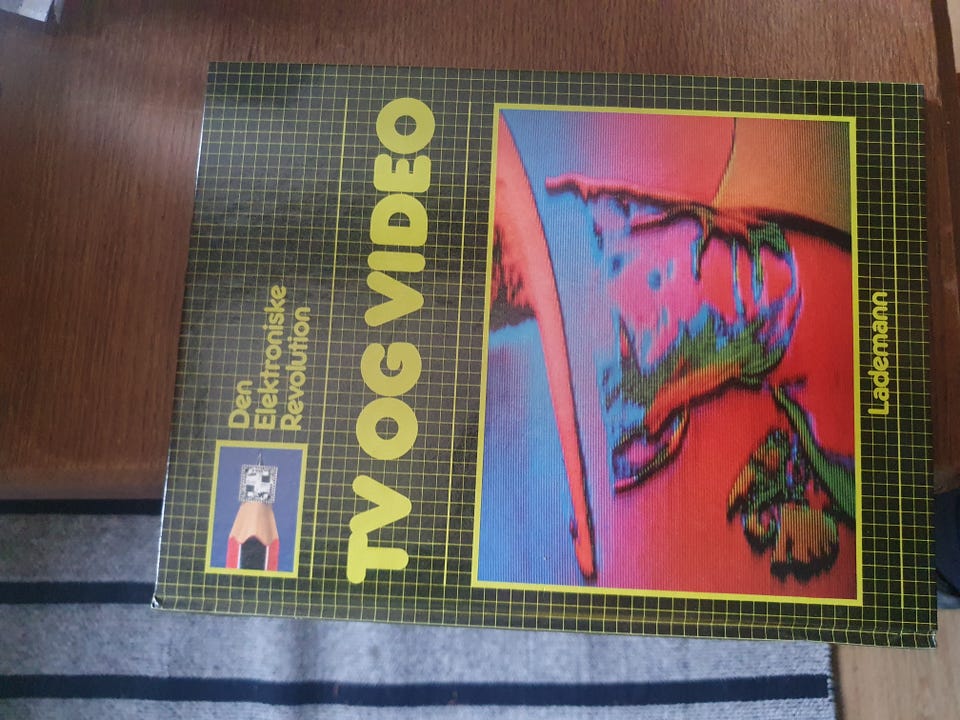 Den
Elektroniske
Revolution
TV OG VIDEO
Lademann